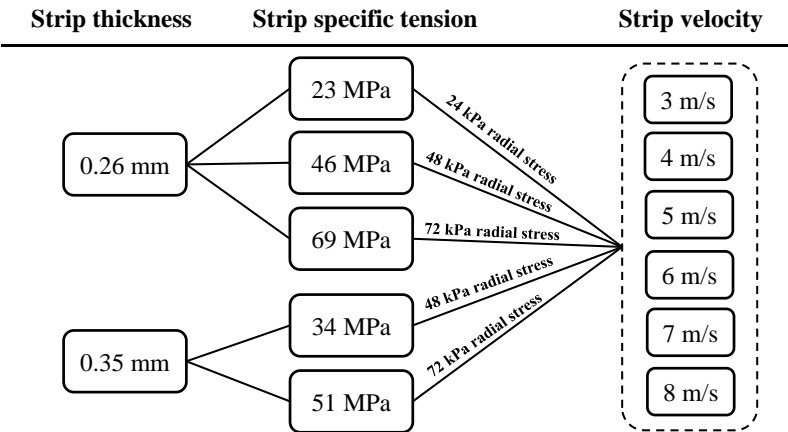 Strip thickness
Strip specific tension
Strip velocity
0.26 mm
0.35 mm
23 MPa
46 MPa
69 MPa
34 MPa
51 MPa
24 kPa radial stress
48 kPa radial stress
72 kPa radial stress
48 kPa radial stress
72 kPa radial stress
3 m/s
4 m/s
5 m/s
6 m/s
7 m/s
8 m/s